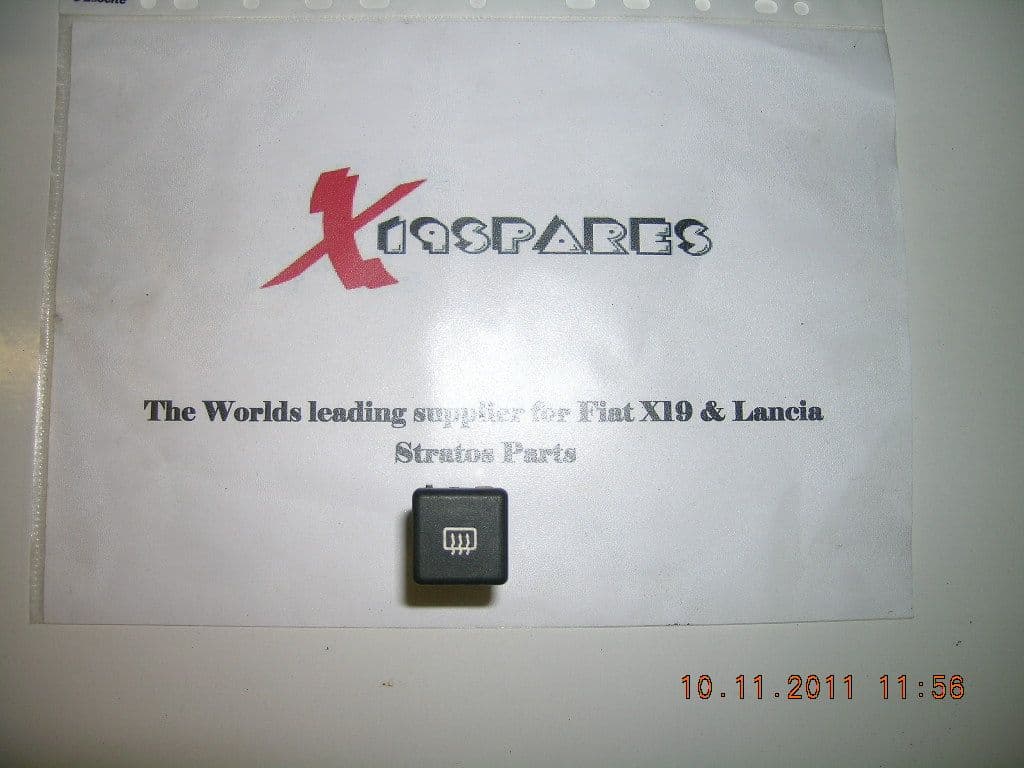 X19SPARES
The Worlds leading supplier for Fiat X19 & Lancia
Stratos Parts
10.11.2011 11:56